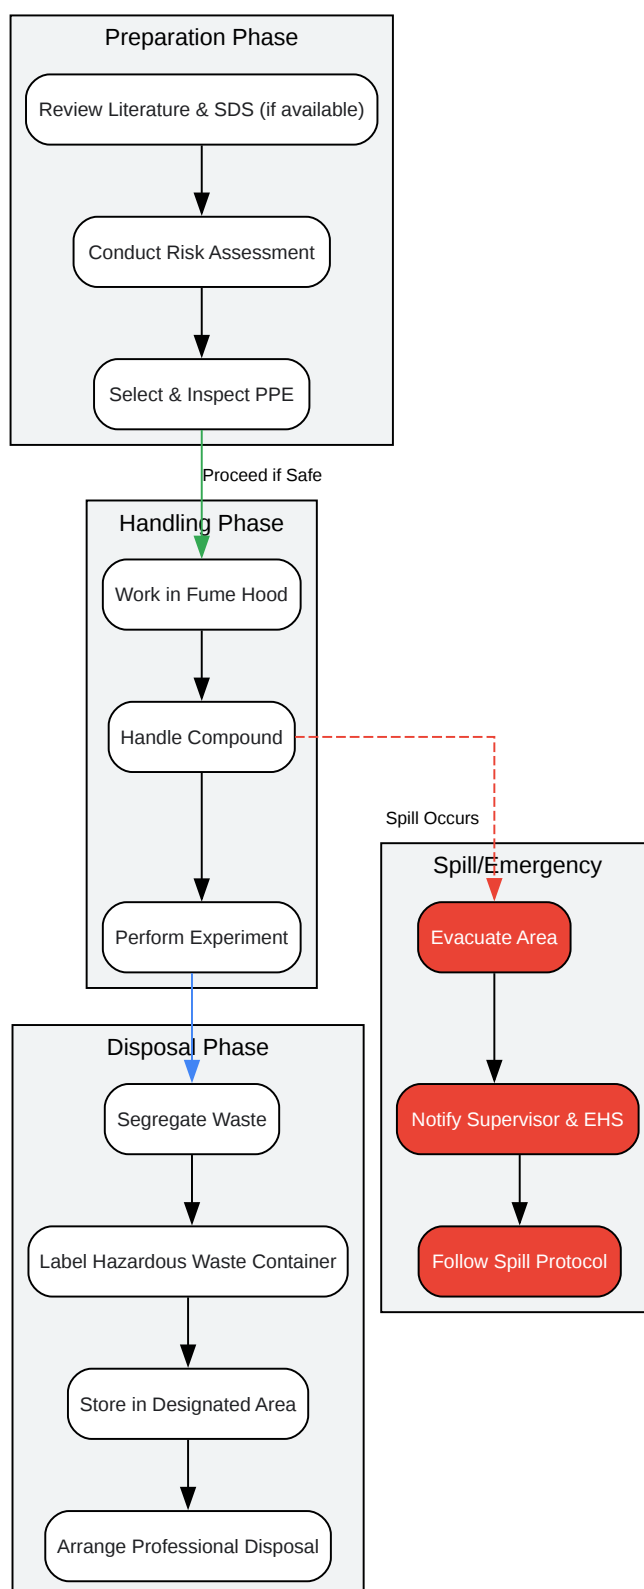 Preparation Phase
Review Literature & SDS (if available)
Conduct Risk Assessment
Select & Inspect PPE
Proceed if Safe
Handling Phase
Work in Fume Hood
Handle Compound
Spill Occurs
Spill/Emergency
Perform Experiment
Evacuate Area
Disposal Phase
Segregate Waste
Notify Supervisor & EHS
Label Hazardous Waste Container
Follow Spill Protocol
Store in Designated Area
Arrange Professional Disposal